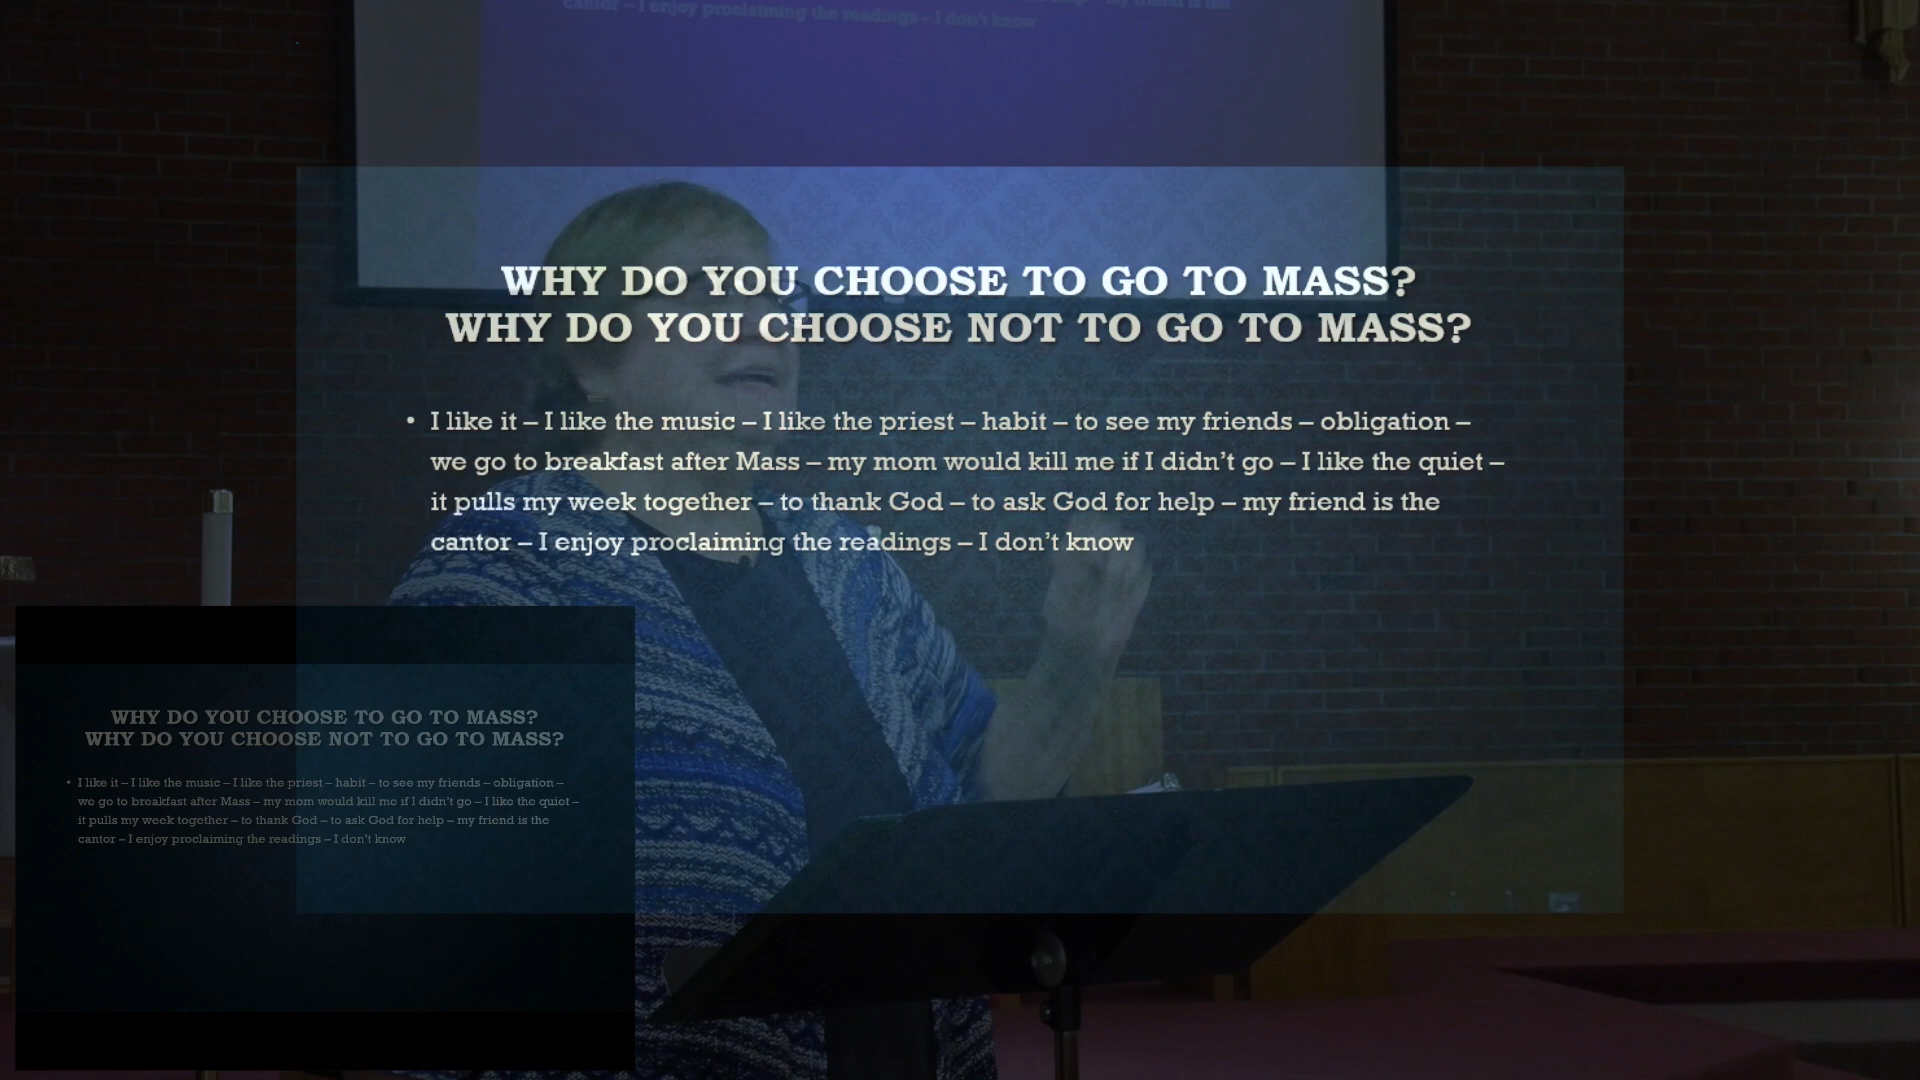 cantor – I enjoy proclaiming the readings – I don't know
WHY DO YOU CHOOSE TO GO TO MASS?
WHY DO YOU CHOOSE NOT TO GO TO MASS?
• I like it – I like the music – I like the priest – habit – to see my friends – obligation –
we go to breakfast after Mass – my mom would kill me if I didn’t go – I like the quiet –
it pulls my week together – to thank God – to ask God for help – my friend is the
cantor – I enjoy proclaiming the readings – I don’t know
WHY DO YOU CHOOSE TO GO TO MASS?
WHY DO YOU CHOOSE NOT TO GO TO MASS?
• I like it – I like the music – I like the priest – habit – to see my friends – obligation –
we go to breakfast after Mass – my mom would kill me if I didn’t go – I like the quiet –
it pulls my week together – to thank God – to ask God for help – my friend is the
cantor – I enjoy proclaiming the readings – I don’t know